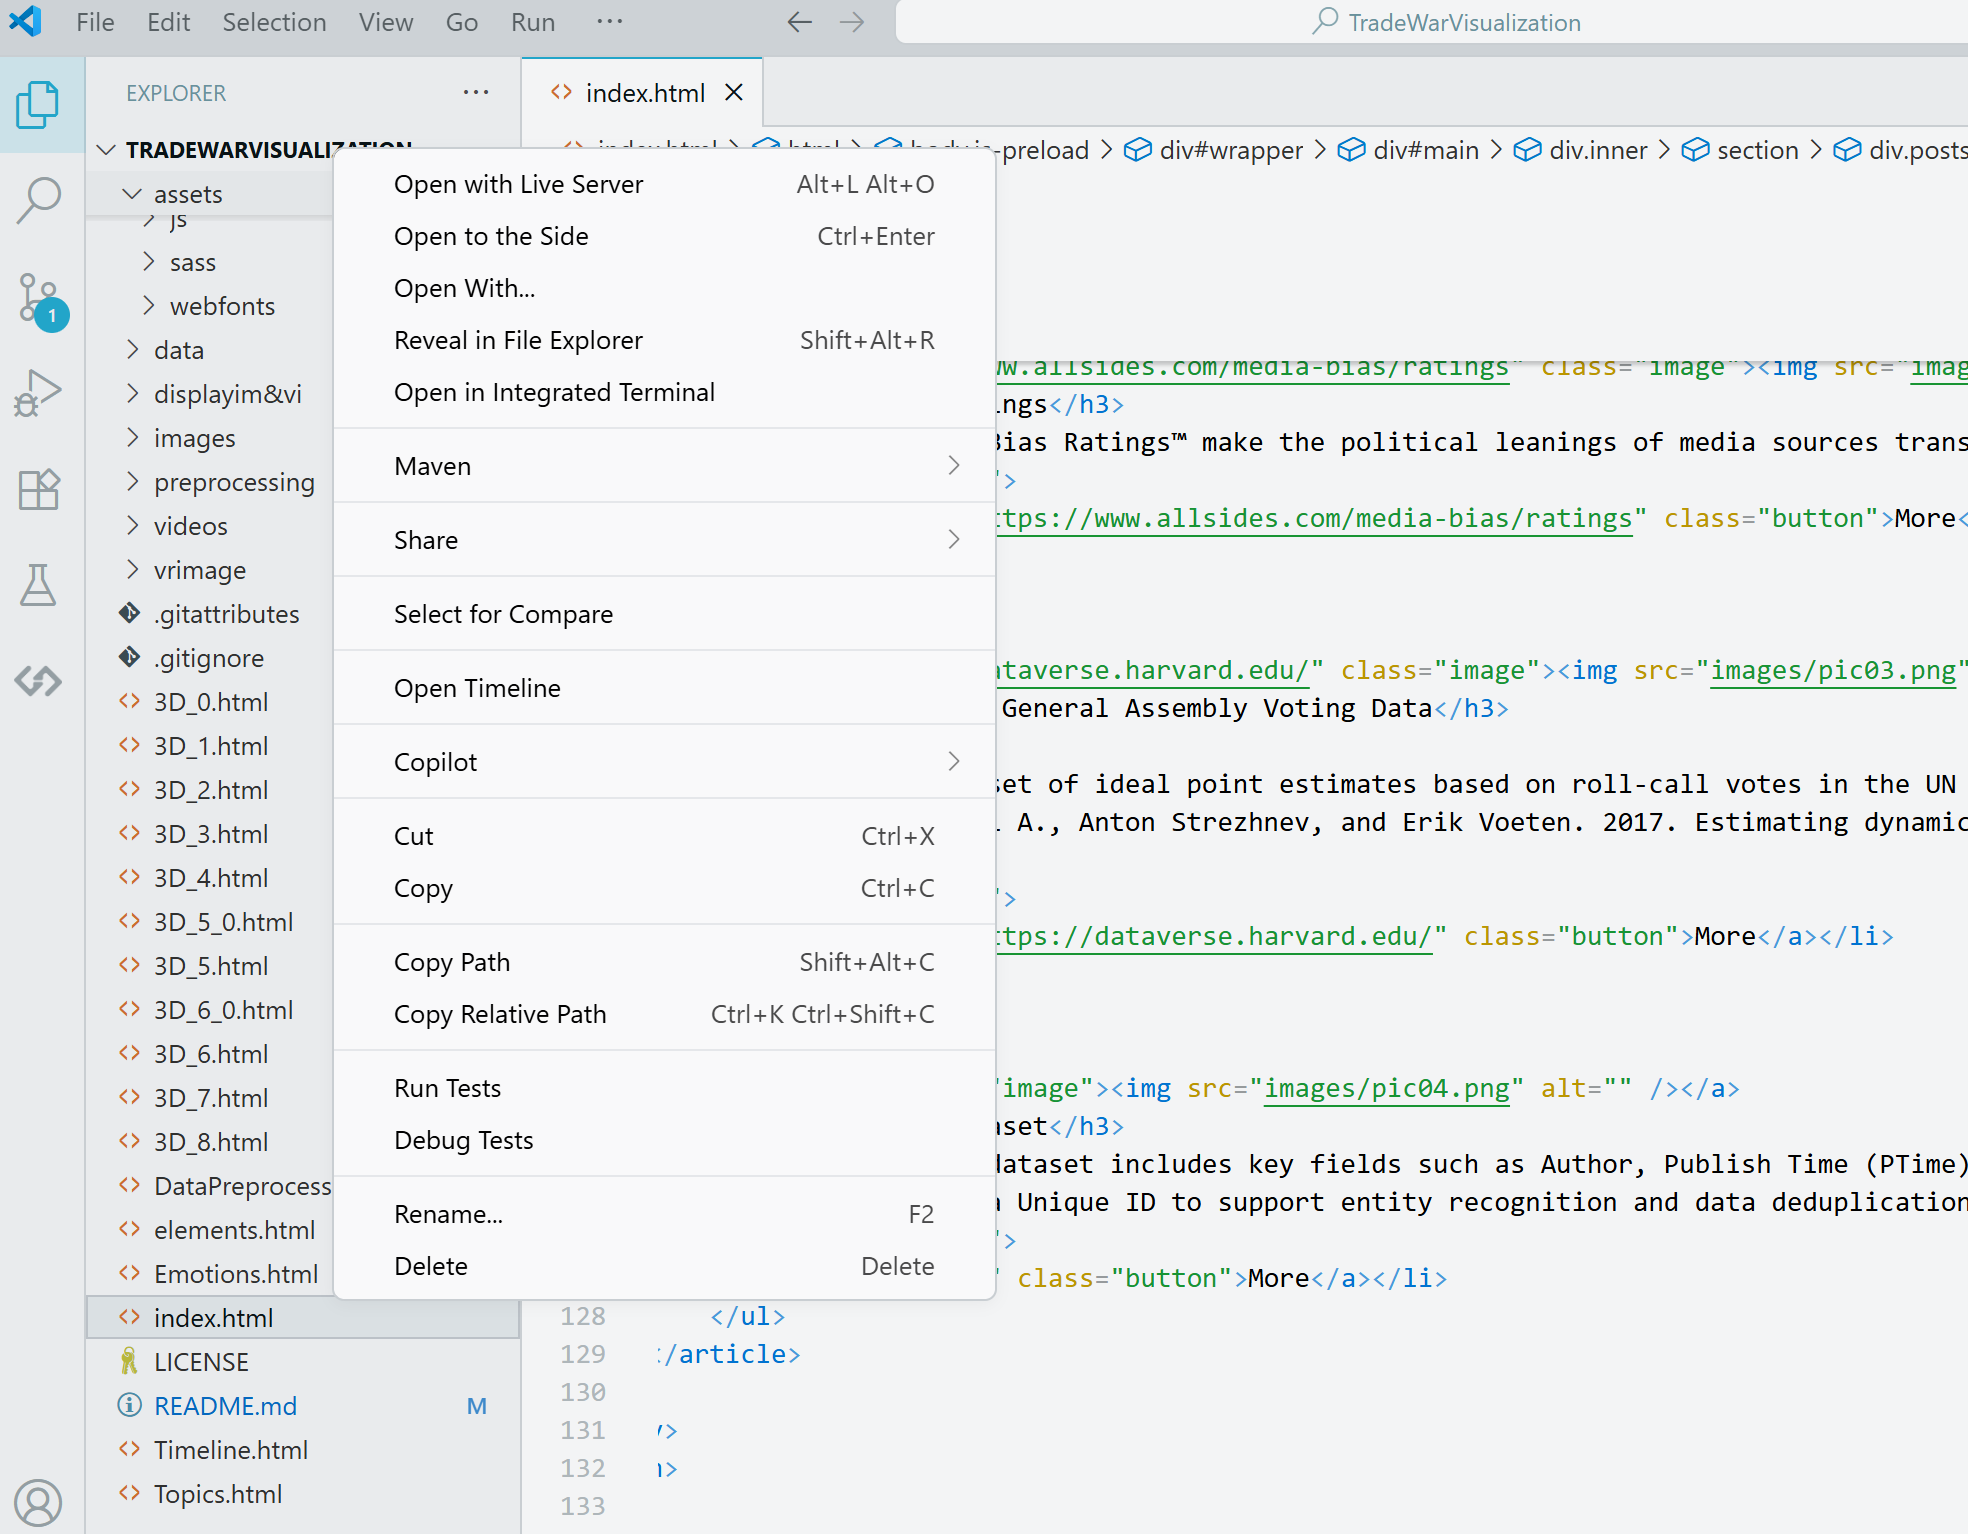 File Edit Selection View Go Run ···
TradeWarVisualization
EXPLORER ···
TRADEWARVISUALIZATION
assets
js
sass
webfonts
data
displayim&vi
images
preprocessing
videos
vrimage
.gitattributes
.gitignore
3D_0.html
3D_1.html
3D_2.html
3D_3.html
3D_4.html
3D_5_0.html
3D_5.html
3D_6_0.html
3D_6.html
3D_7.html
3D_8.html
DataPreprocess
elements.html
Emotions.html
index.html
LICENSE
README.md M
Timeline.html
Topics.html
1
index.html
index.html > html > body.is-preload > div#wrapper > div#main > div.inner > section > div.posts
Open with Live Server Alt+L Alt+O
Open to the Side Ctrl+Enter
Open With...
Reveal in File Explorer Shift+Alt+R
Open in Integrated Terminal
Maven
Share
Select for Compare
Open Timeline
Copilot
Cut Ctrl+X
Copy Ctrl+C
Copy Path Shift+Alt+C
Copy Relative Path Ctrl+K Ctrl+Shift+C
Run Tests
Debug Tests
Rename... F2
Delete Delete
w.allsides.com/media-bias/ratings" class="image"><img src="imag
ings</h3>
Bias Ratings™ make the political leanings of media sources trans
">
ttps://www.allsides.com/media-bias/ratings" class="button">More<
ataverse.harvard.edu/" class="image"><img src="images/pic03.png"
General Assembly Voting Data</h3>
set of ideal point estimates based on roll-call votes in the UN
A., Anton Strezhnev, and Erik Voeten. 2017. Estimating dynamic
">
ttps://dataverse.harvard.edu/" class="button">More</a></li>
"image"><img src="images/pic04.png" alt="" /></a>
aset</h3>
dataset includes key fields such as Author, Publish Time (PTime)
a Unique ID to support entity recognition and data deduplication
">
" class="button">More</a></li>
128 </ul>
129 </article>
130
131 >
132 >
133